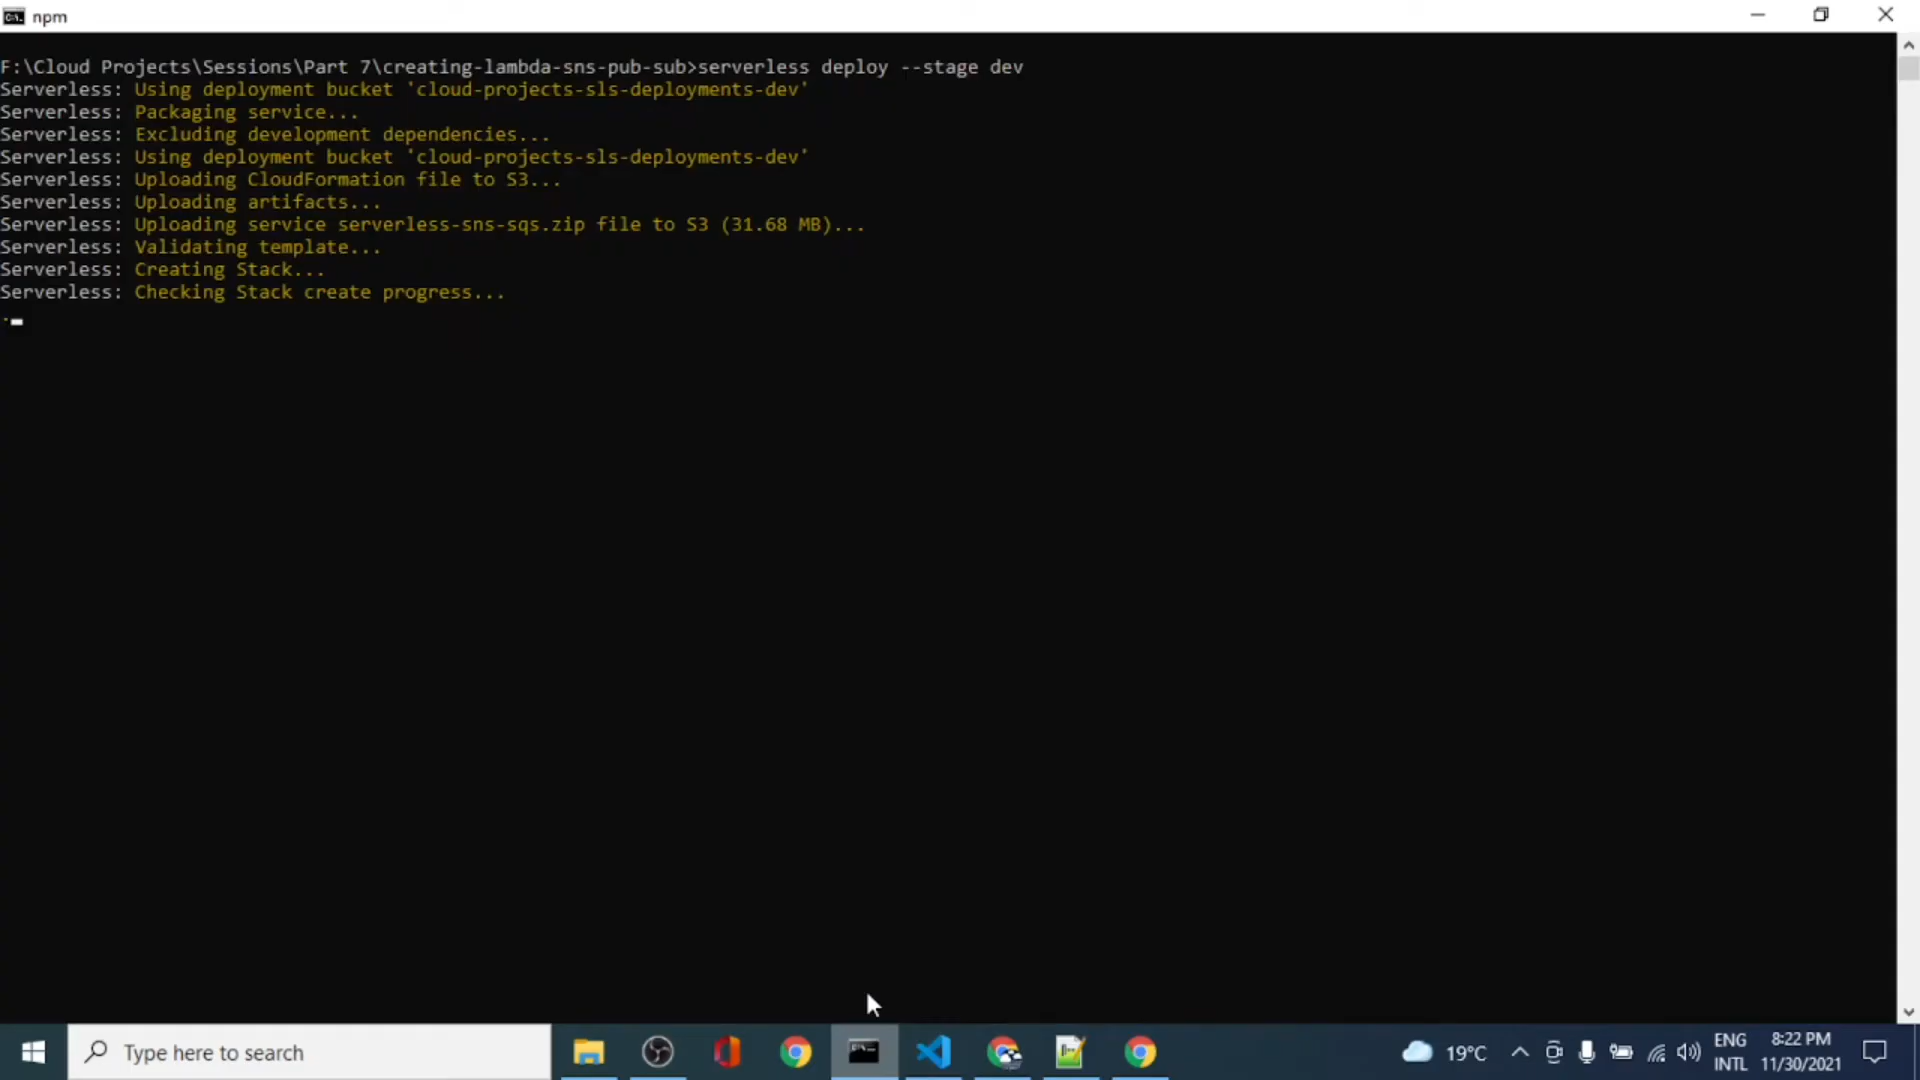 npm
F:\Cloud Projects\Sessions\Part 7\creating-lambda-sns-pub-sub>serverless deploy --stage dev
Serverless: Using deployment bucket 'cloud-projects-sls-deployments-dev'
Serverless: Packaging service...
Serverless: Excluding development dependencies...
Serverless: Using deployment bucket 'cloud-projects-sls-deployments-dev'
Serverless: Uploading CloudFormation file to S3...
Serverless: Uploading artifacts...
Serverless: Uploading service serverless-sns-sqs.zip file to S3 (31.68 MB)...
Serverless: Validating template...
Serverless: Creating Stack...
Serverless: Checking Stack create progress...
.
Type here to search
19°C
ENG
INTL
8:22 PM
11/30/2021